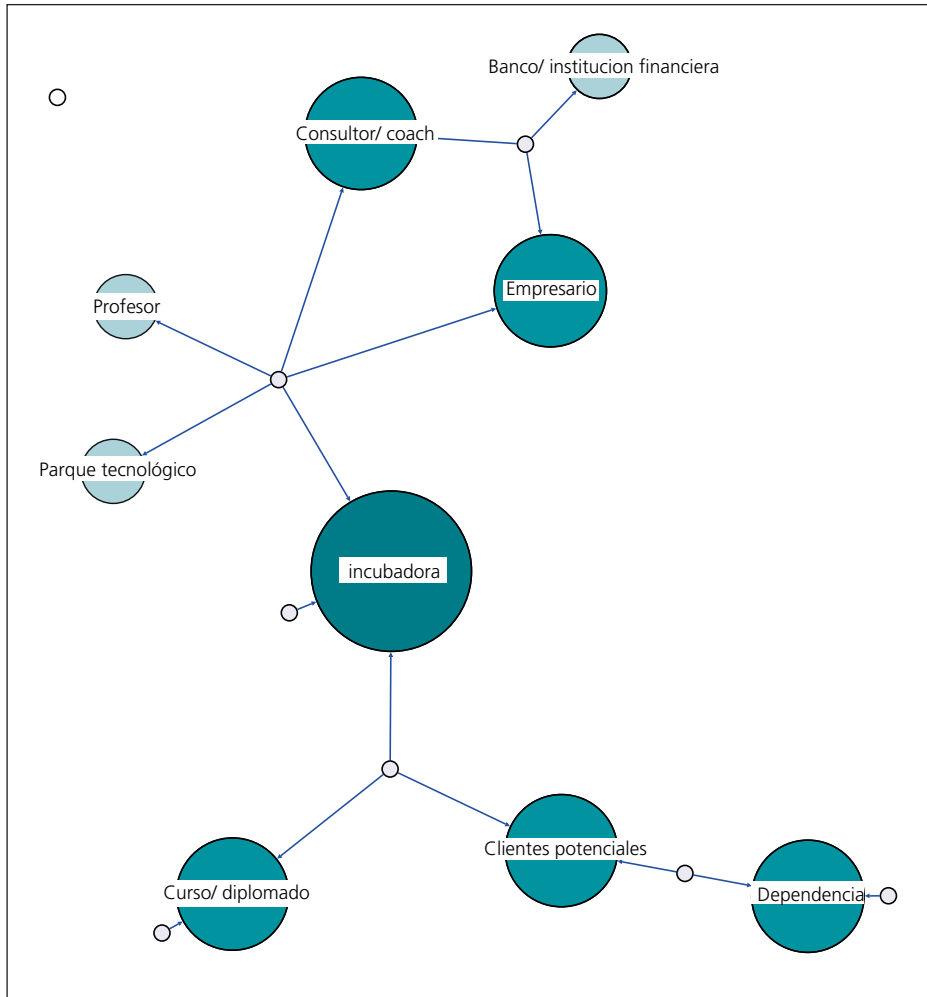 Banco/ institucion financiera
Consultor/ coach
Empresario
Profesor
Parque tecnológico
incubadora
Clientes potenciales
Curso/ diplomado
Dependencia